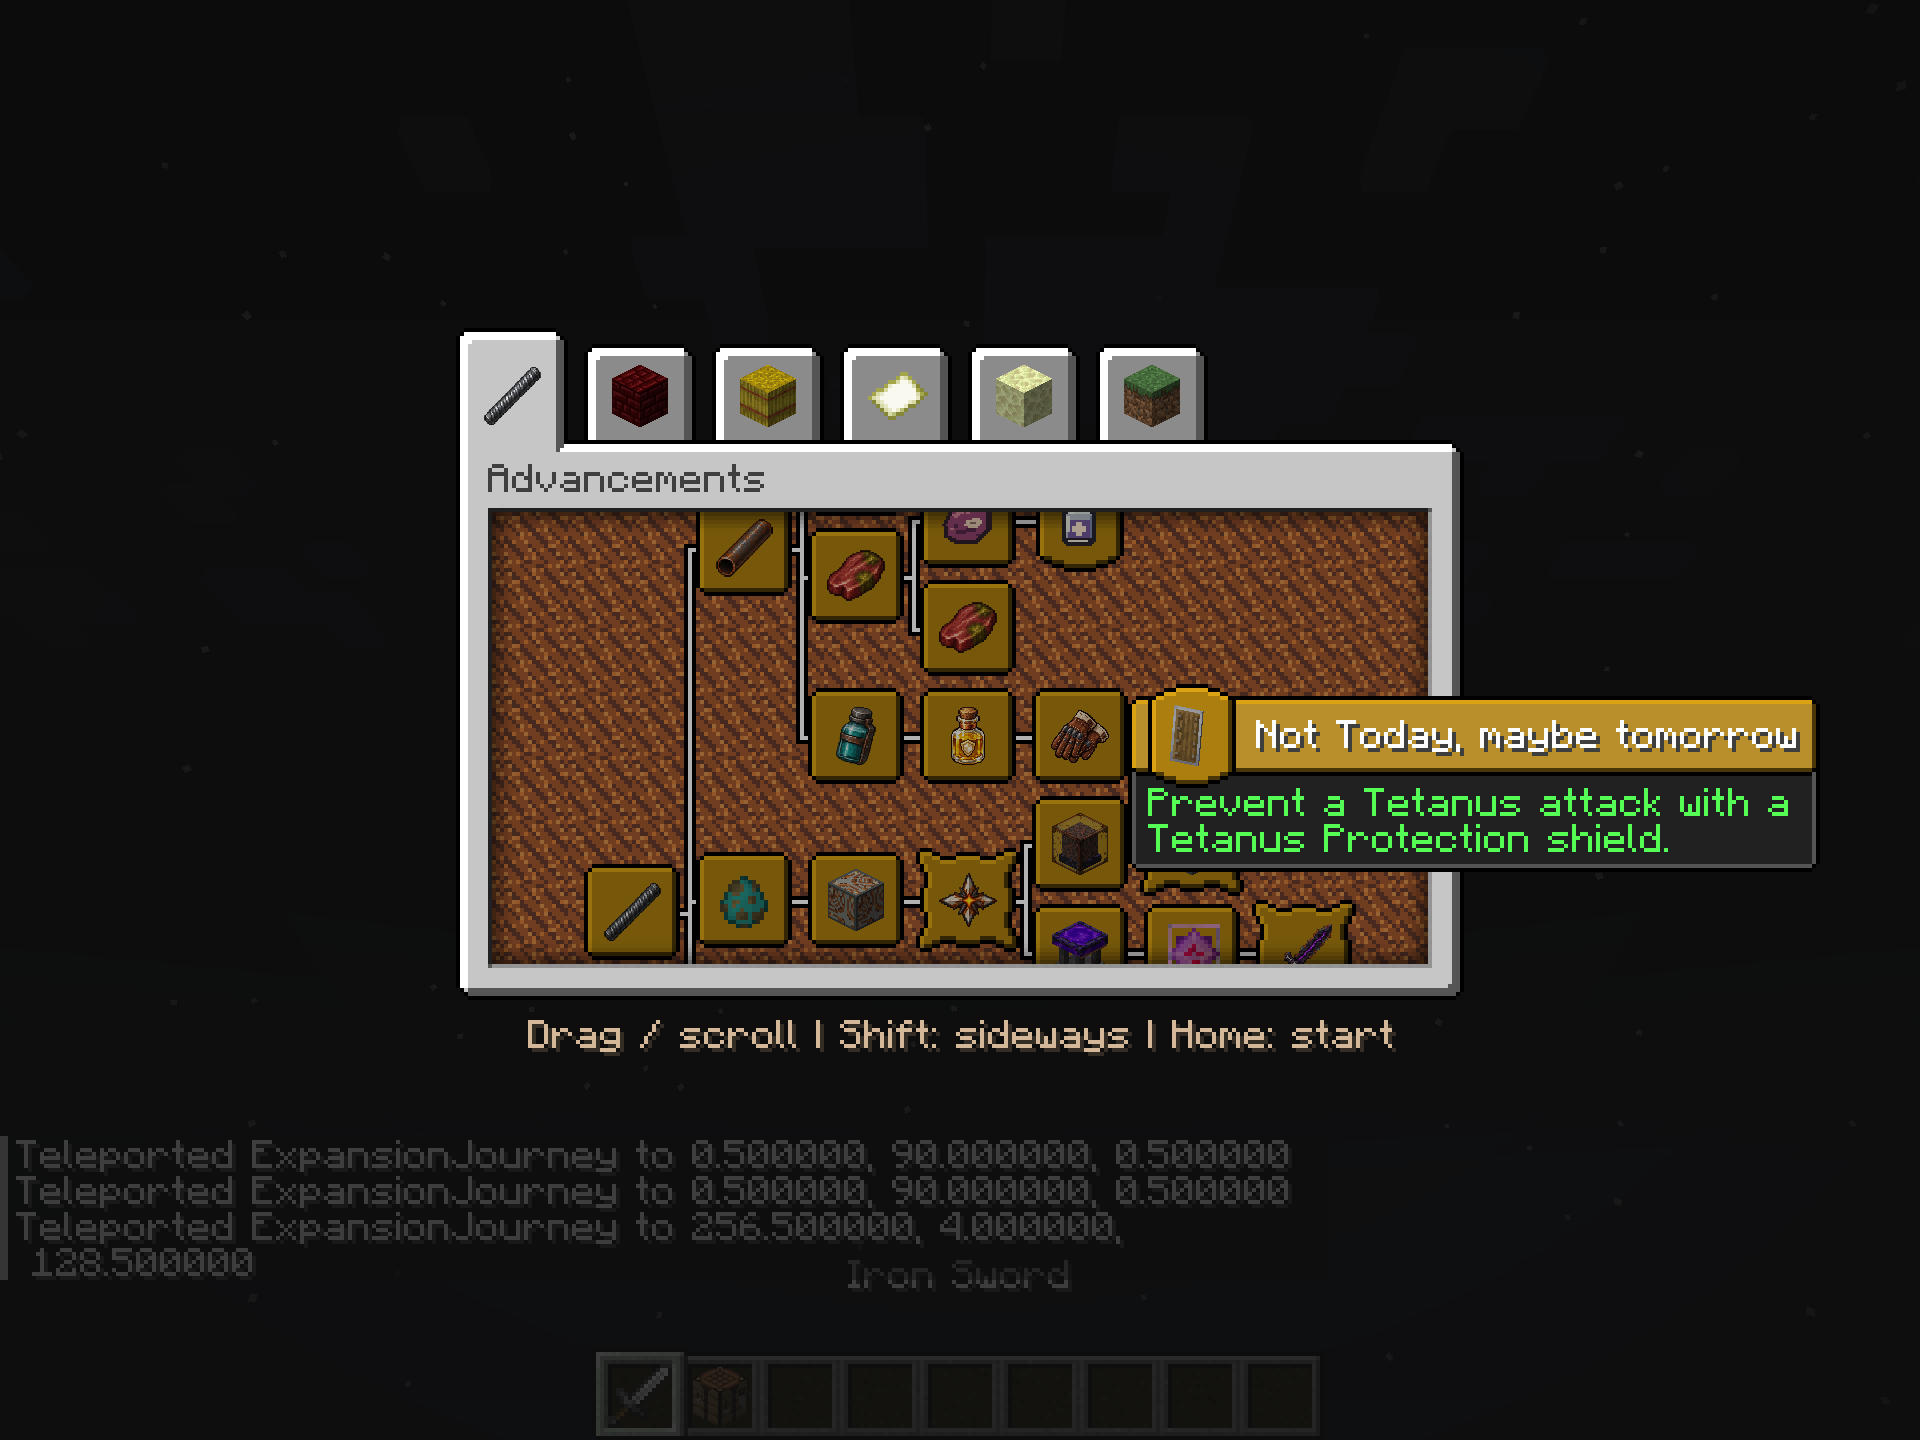 Advancements
Not Today, maybe tomorrow
Prevent a Tetanus attack with a
Tetanus Protection shield.
Drag / scroll | Shift: sideways | Home: start
Teleported ExpansionJourney to 0.500000, 90.000000, 0.500000
Teleported ExpansionJourney to 0.500000, 90.000000, 0.500000
Teleported ExpansionJourney to 256.500000, 4.000000,
128.500000
Iron Sword